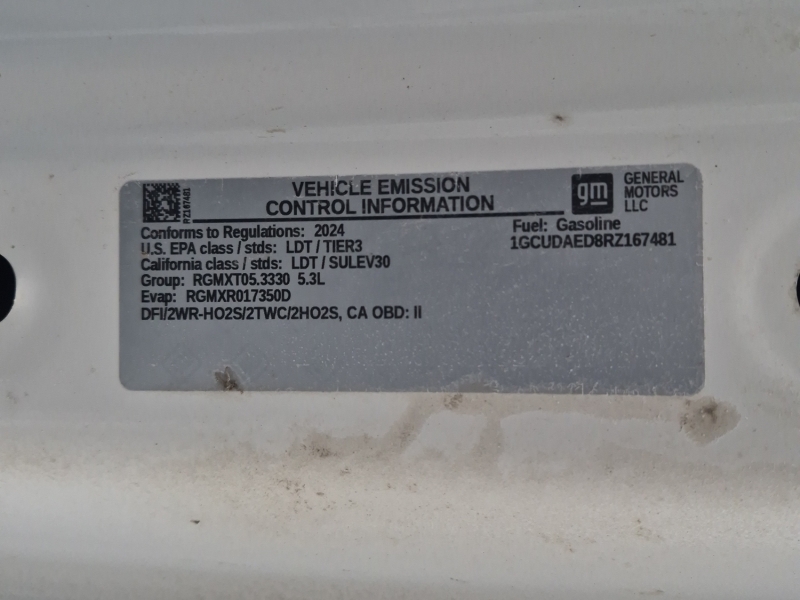 RZ167481
VEHICLE EMISSION
CONTROL INFORMATION
gm
GENERAL
MOTORS
LLC
Conforms to Regulations: 2024
U.S. EPA class / stds: LDT / TIER3
California class / stds: LDT / SULEV30
Group: RGMXT05.3330 5.3L
Evap: RGMXR017350D
DFI/2WR-HO2S/2TWC/2HO2S, CA OBD: II
Fuel: Gasoline
1GCUDAED8RZ167481